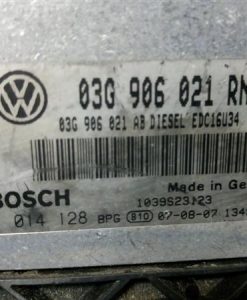 03G 906 021 RN
03G 906 021 AB DIESEL EDC16U34
Made in Ge
BOSCH
1039S23123
014 128 BPG 810 07-08-07 134